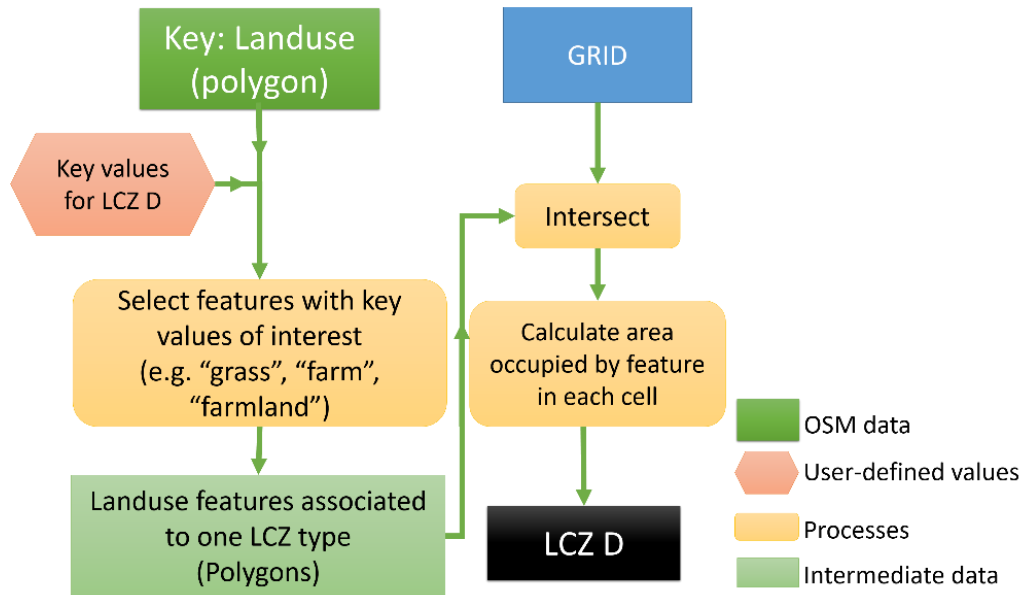 Key: Landuse
(polygon)
GRID
Key values
for LCZ D
Intersect
Select features with key
values of interest
(e.g. “grass”, “farm”,
“farmland”)
Calculate area
occupied by feature
in each cell
Landuse features associated
to one LCZ type
(Polygons)
LCZ D
OSM data
User-defined values
Processes
Intermediate data